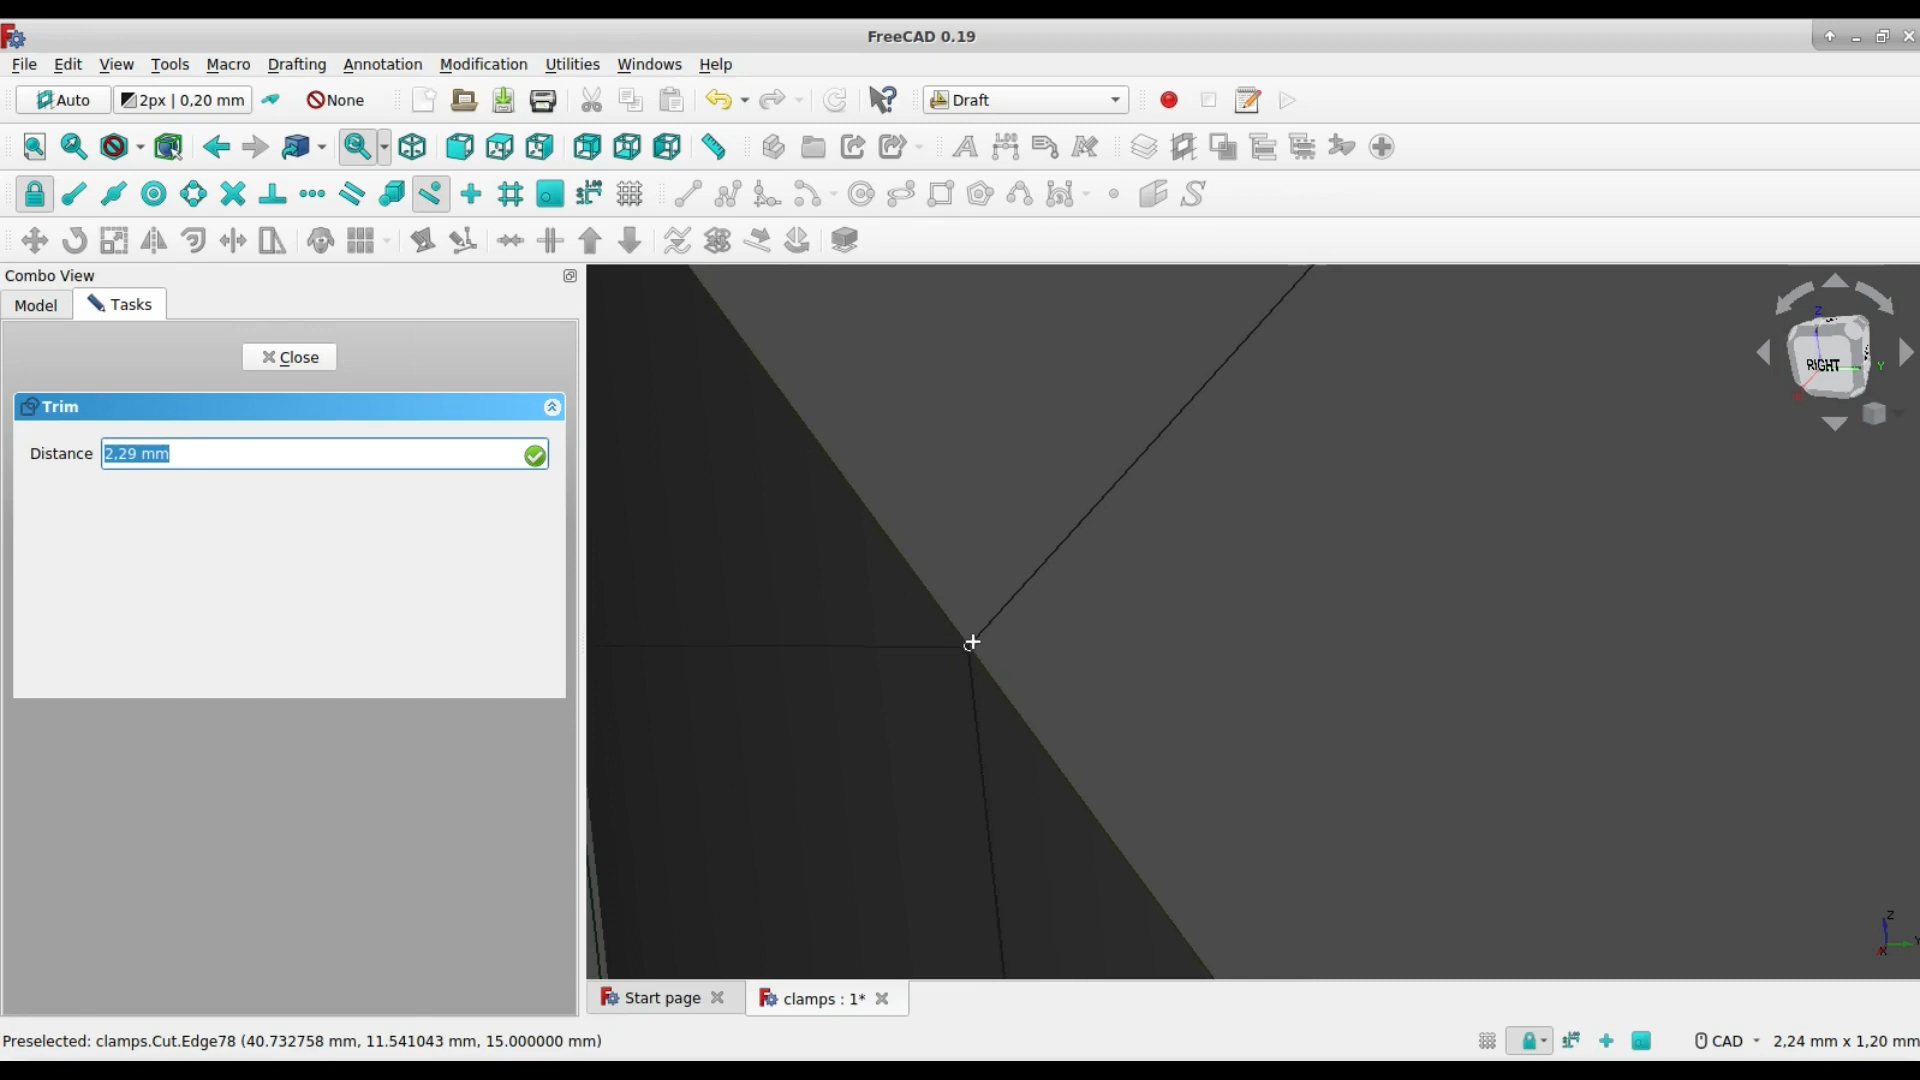 FreeCAD 0.19
File Edit View Tools Macro Drafting Annotation Modification Utilities Windows Help
Auto 2px | 0,20 mm None Draft
Combo View
Model Tasks
Close
Trim
Distance 2,29 mm
Z
RIGHT
Y
X
Z
Y
X
Start page clamps : 1*
Preselected: clamps.Cut.Edge78 (40.732758 mm, 11.541043 mm, 15.000000 mm) CAD 2,24 mm x 1,20 mm